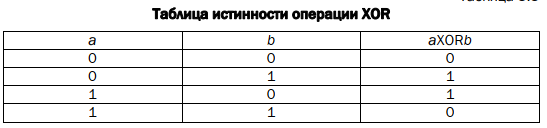 Таблица истинности операции XOR
a b aXORb
0 0 0
0 1 1
1 0 1
1 1 0